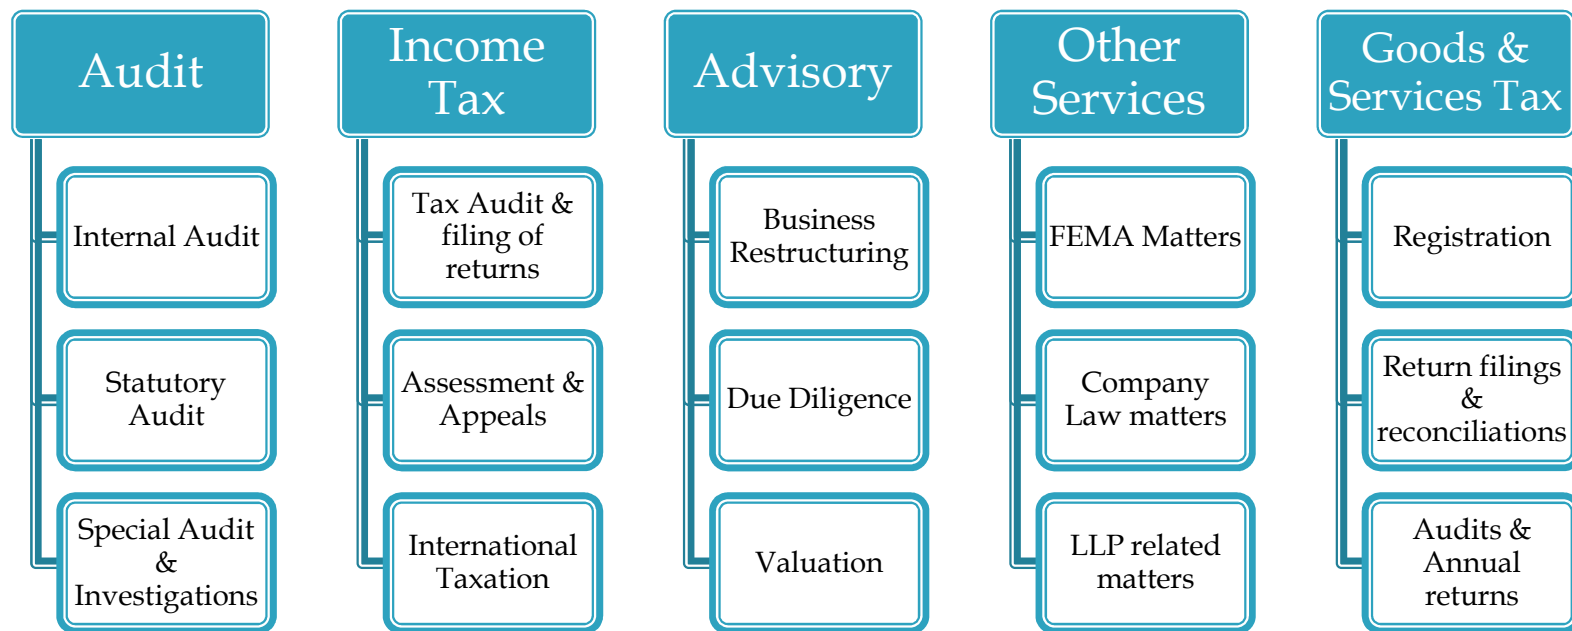 Audit
Internal Audit
Statutory
Audit
Special Audit
&
Investigations
Income
Tax
Tax Audit &
filing of
returns
Assessment &
Appeals
International
Taxation
Advisory
Business
Restructuring
Due Diligence
Valuation
Other
Services
FEMA Matters
Company
Law matters
LLP related
matters
Goods &
Services Tax
Registration
Return filings
&
reconciliations
Audits &
Annual
returns